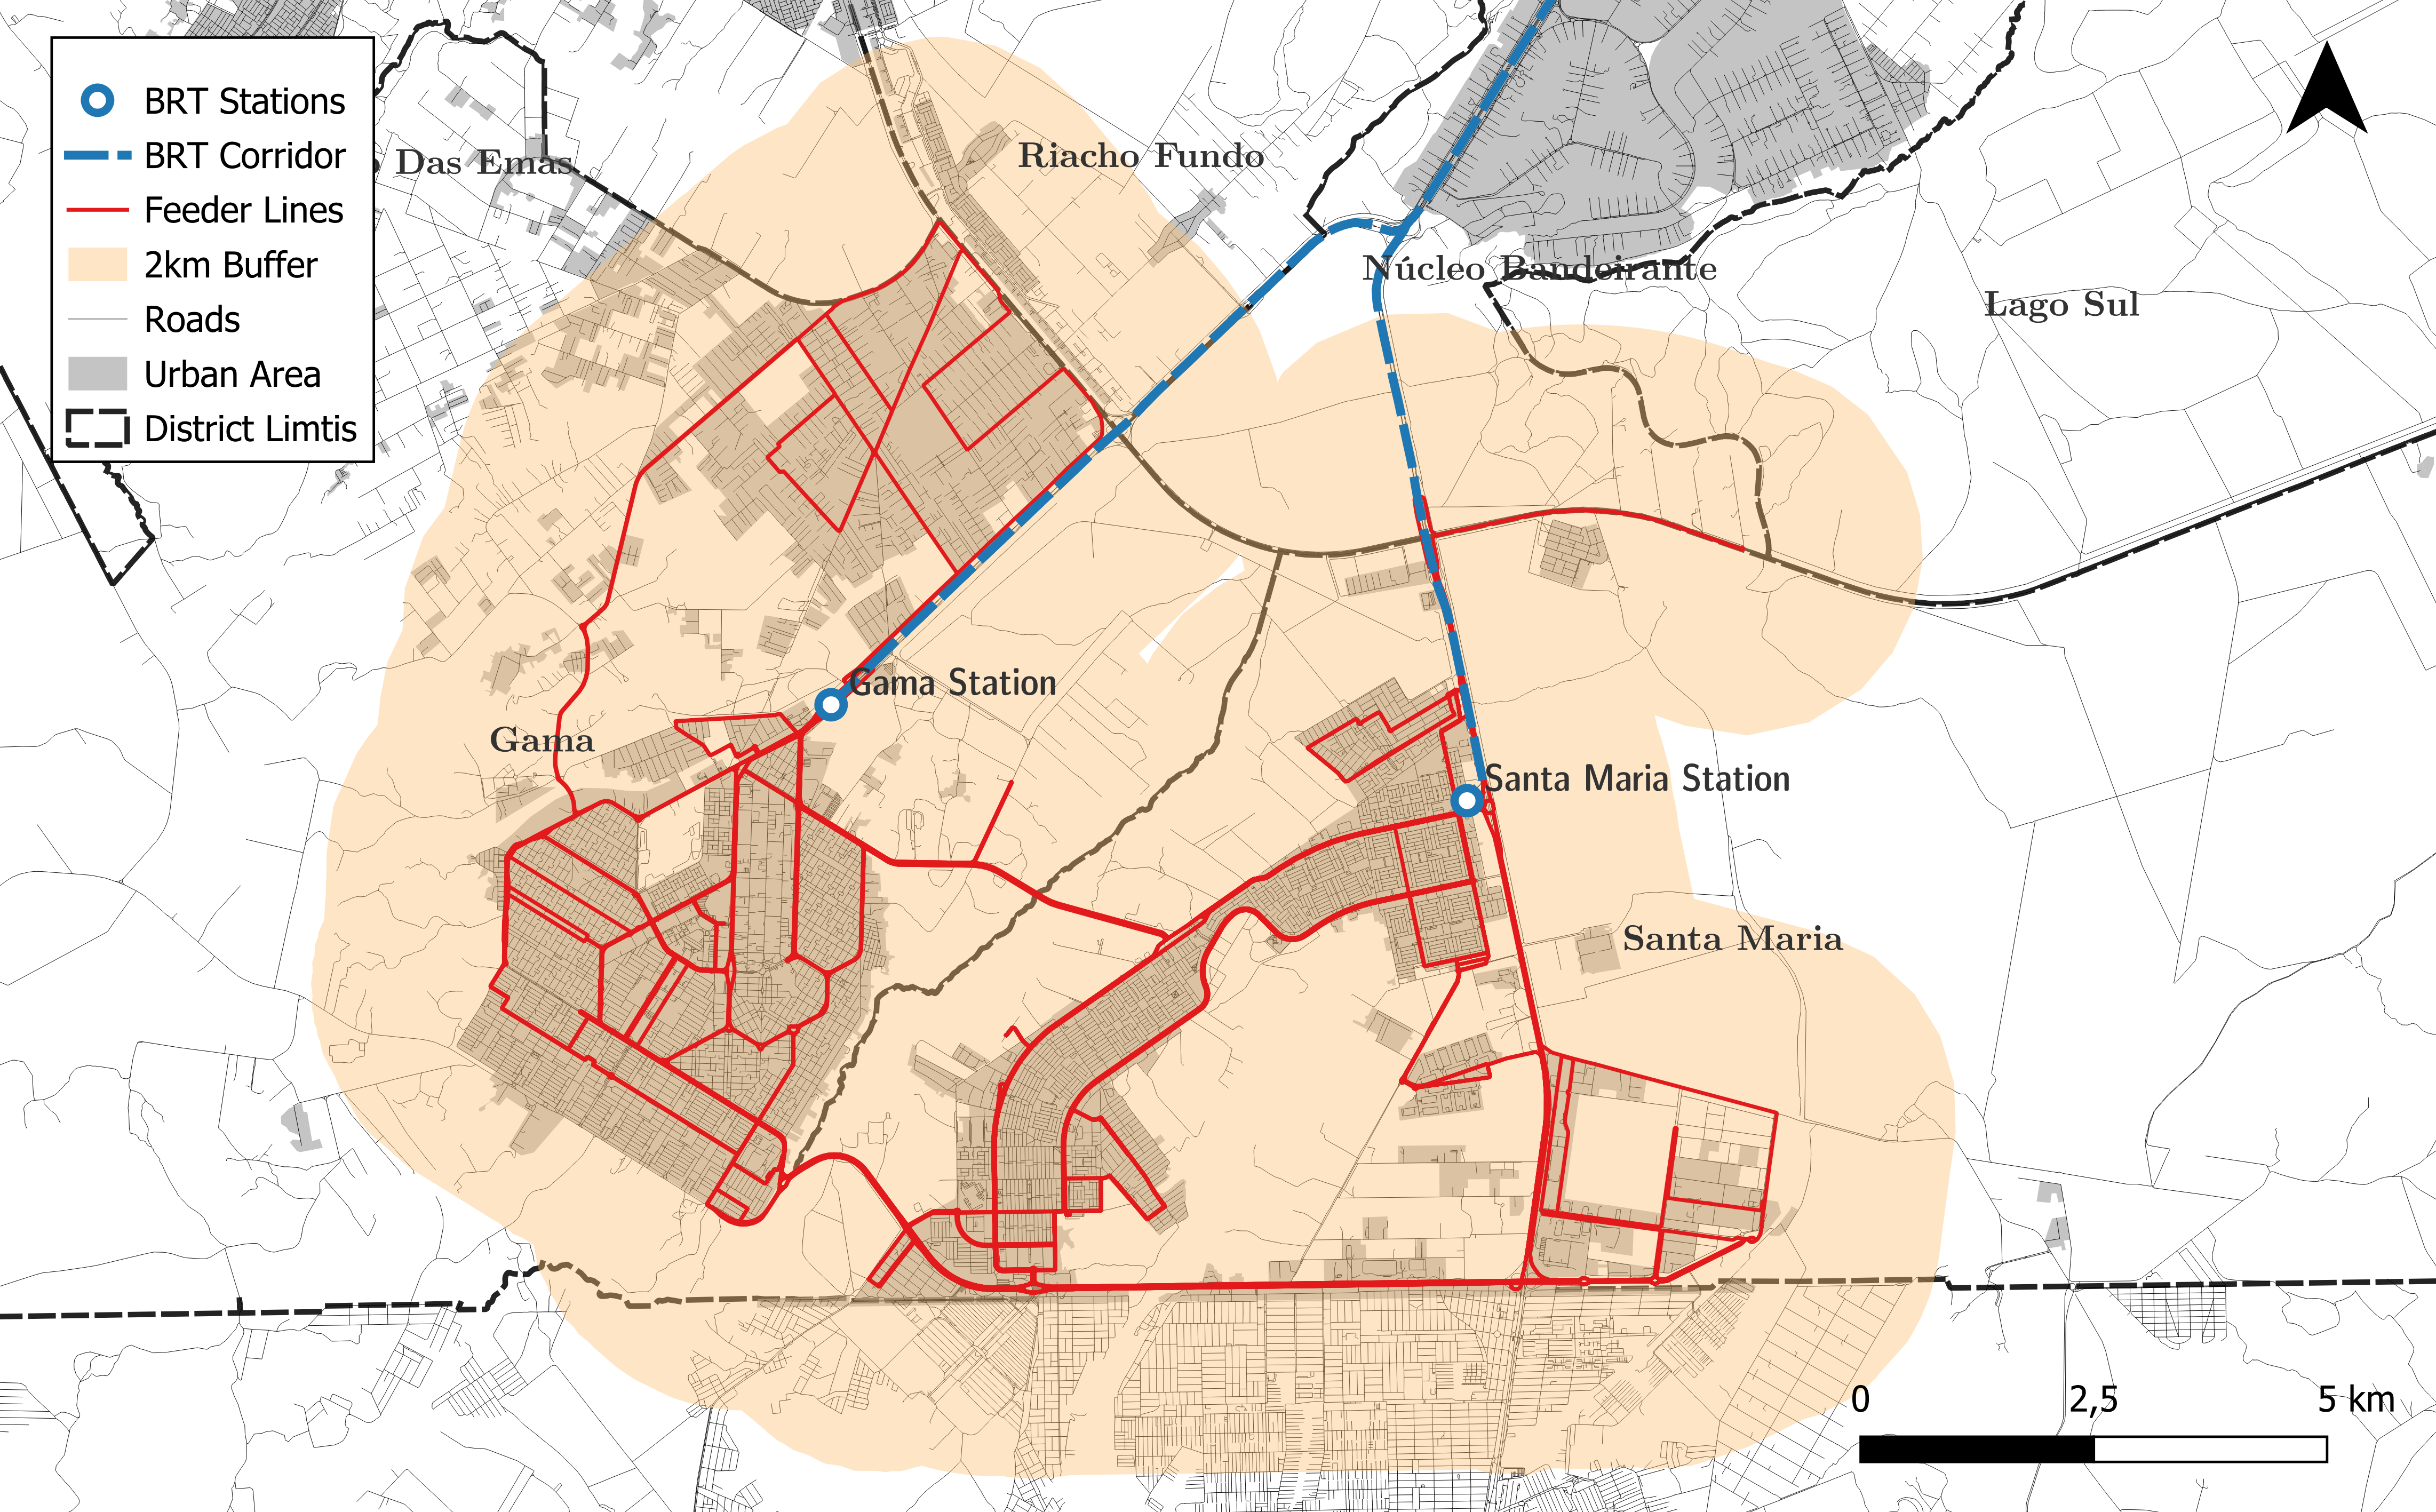 BRT Stations
BRT Corridor
Feeder Lines
2km Buffer
Roads
Urban Area
District Limtis
Das Emas
Riacho Fundo
Núcleo Bandeirante
Lago Sul
Gama Station
Gama
Santa Maria Station
Santa Maria
0 2,5 5 km